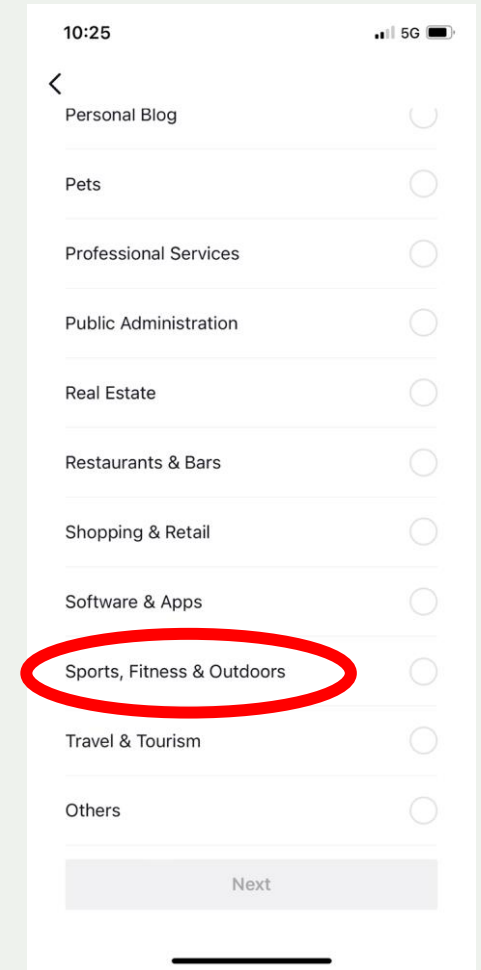 10:25
5G
Personal Blog
Pets
Professional Services
Public Administration
Real Estate
Restaurants & Bars
Shopping & Retail
Software & Apps
Sports, Fitness & Outdoors
Travel & Tourism
Others
Next